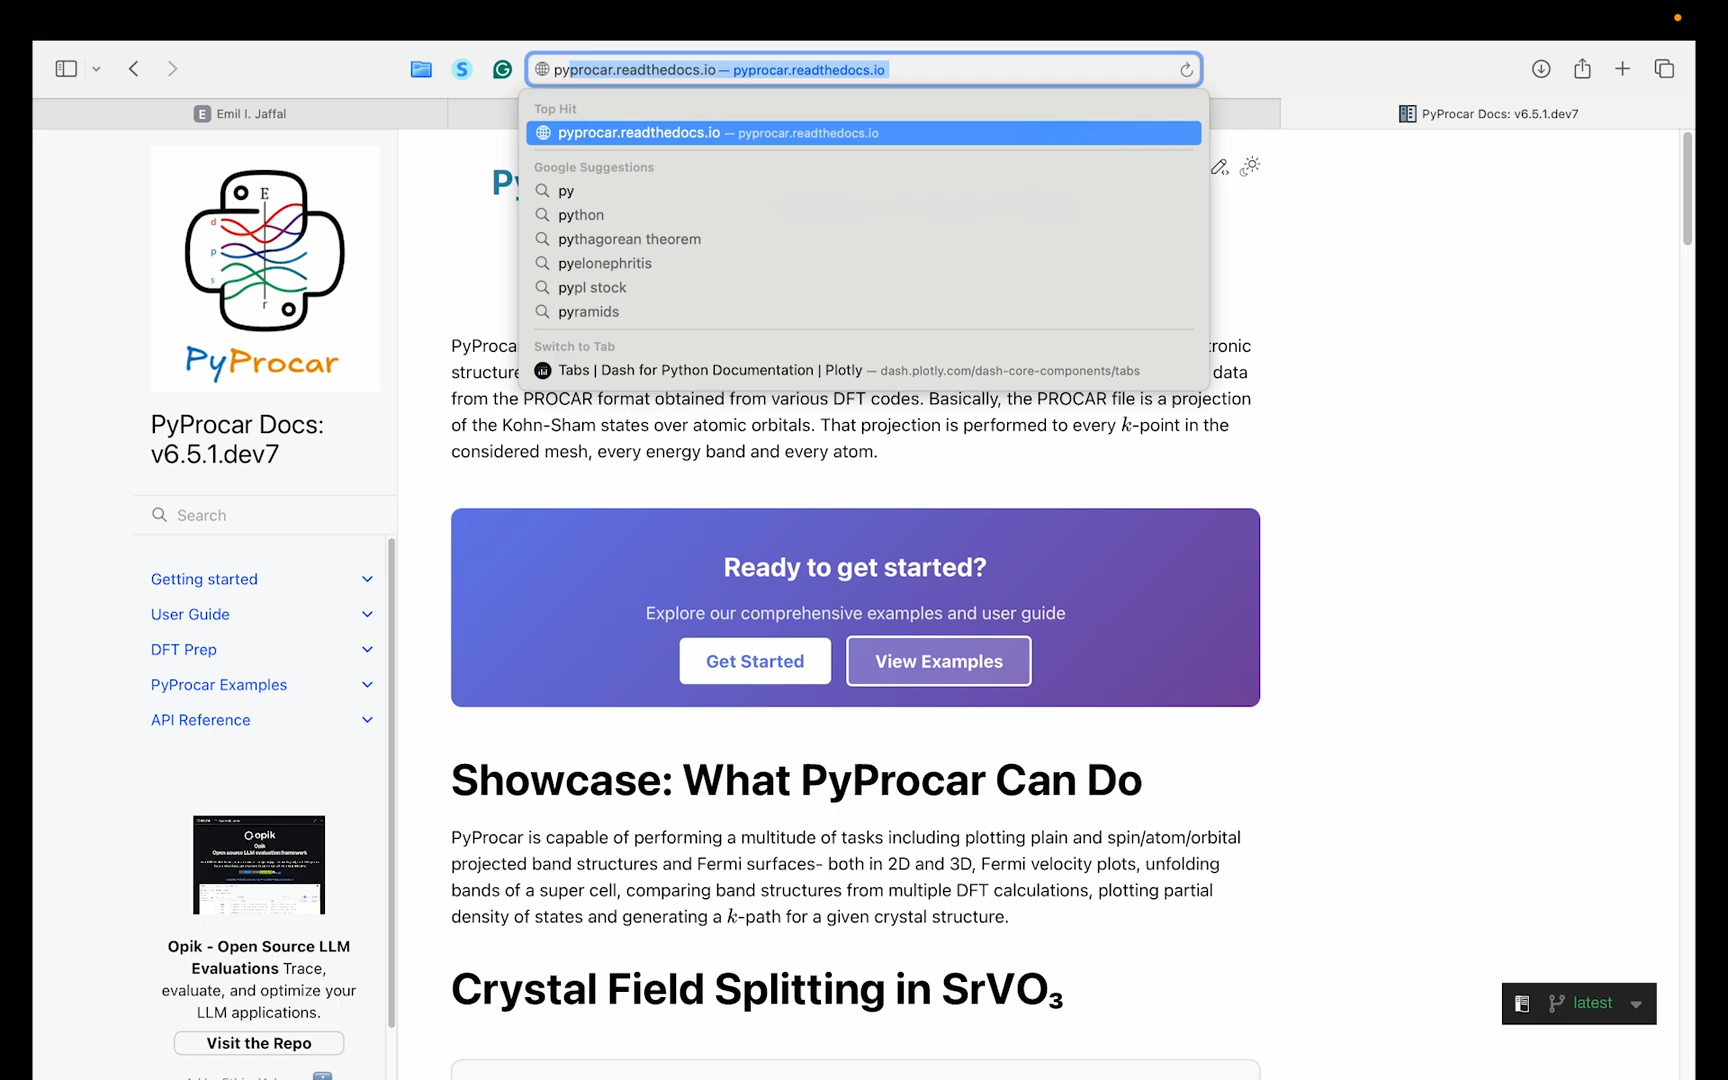 pyprocar.readthedocs.io — pyprocar.readthedocs.io
E Emil I. Jaffal
PyProcar Docs: v6.5.1.dev7
Top Hit
pyprocar.readthedocs.io — pyprocar.readthedocs.io
Google Suggestions
py
python
pythagorean theorem
pyelonephritis
pypl stock
pyramids
Switch to Tab
Tabs | Dash for Python Documentation | Plotly — dash.plotly.com/dash-core-components/tabs
E
d
p
s
r
PyProcar
PyProcar Docs:
v6.5.1.dev7
Search
Getting started
User Guide
DFT Prep
PyProcar Examples
API Reference
opik
Opik
Open source LLM evaluation framework
Opik - Open Source LLM
Evaluations Trace,
evaluate, and optimize your
LLM applications.
Visit the Repo
Py
PyProca tronic
structure data
from the PROCAR format obtained from various DFT codes. Basically, the PROCAR file is a projection
of the Kohn-Sham states over atomic orbitals. That projection is performed to every k-point in the
considered mesh, every energy band and every atom.
Ready to get started?
Explore our comprehensive examples and user guide
Get Started
View Examples
Showcase: What PyProcar Can Do
PyProcar is capable of performing a multitude of tasks including plotting plain and spin/atom/orbital
projected band structures and Fermi surfaces- both in 2D and 3D, Fermi velocity plots, unfolding
bands of a super cell, comparing band structures from multiple DFT calculations, plotting partial
density of states and generating a k-path for a given crystal structure.
Crystal Field Splitting in SrVO₃
latest